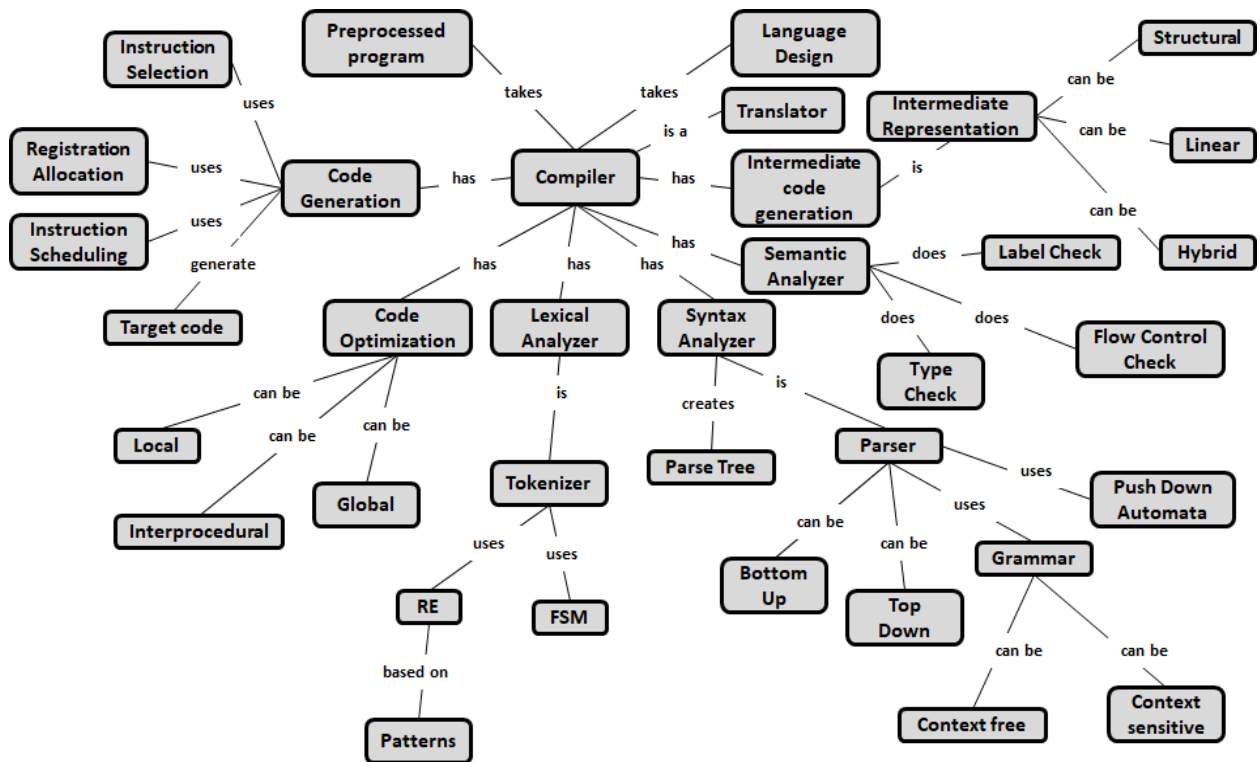 Preprocessed
program
Language
Design
Structural
Instruction
Selection
can be
uses
takes
takes
Translator
Intermediate
Representation
is a
can be
Linear
Registration
Allocation
uses
Code
Generation
has
Compiler
has
Intermediate
code
generation
is
can be
Instruction
Scheduling
uses
generate
has
has
has
has
Semantic
Analyzer
does
Label Check
Hybrid
Target code
Code
Optimization
Lexical
Analyzer
Syntax
Analyzer
does
does
Flow Control
Check
Type
Check
can be
is
creates
is
Local
can be
can be
Parse Tree
Parser
uses
Interprocedural
Global
Tokenizer
Push Down
Automata
can be
uses
can be
uses
uses
Bottom
Up
Grammar
RE
FSM
Top
Down
based on
can be
can be
Patterns
Context free
Context
sensitive